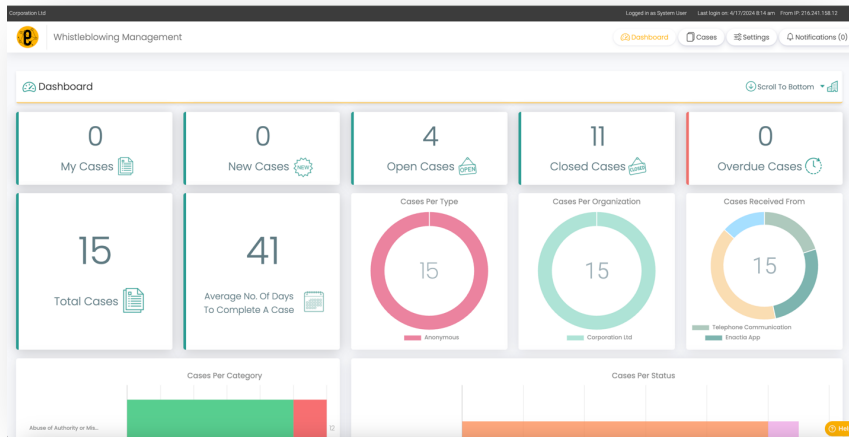 Corporation Ltd
Logged in as System User Last login on 4/17/2024 8:14 am From IP: 216.241.158.12
Whistleblowing Management
Dashboard
Cases
Settings
Notifications (0)
Dashboard
Scroll To Bottom
0
My Cases
0
New Cases
NEW
4
Open Cases
OPEN
11
Closed Cases
CLOSED
0
Overdue Cases
15
Total Cases
41
Average No. Of Days
To Complete A Case
Cases Per Type
15
Anonymous
Cases Per Organization
15
Corporation Ltd
Cases Received From
15
Telephone Communication
Enactia App
Cases Per Category
Abuse of Authority or Mis...
12
Cases Per Status
Hel